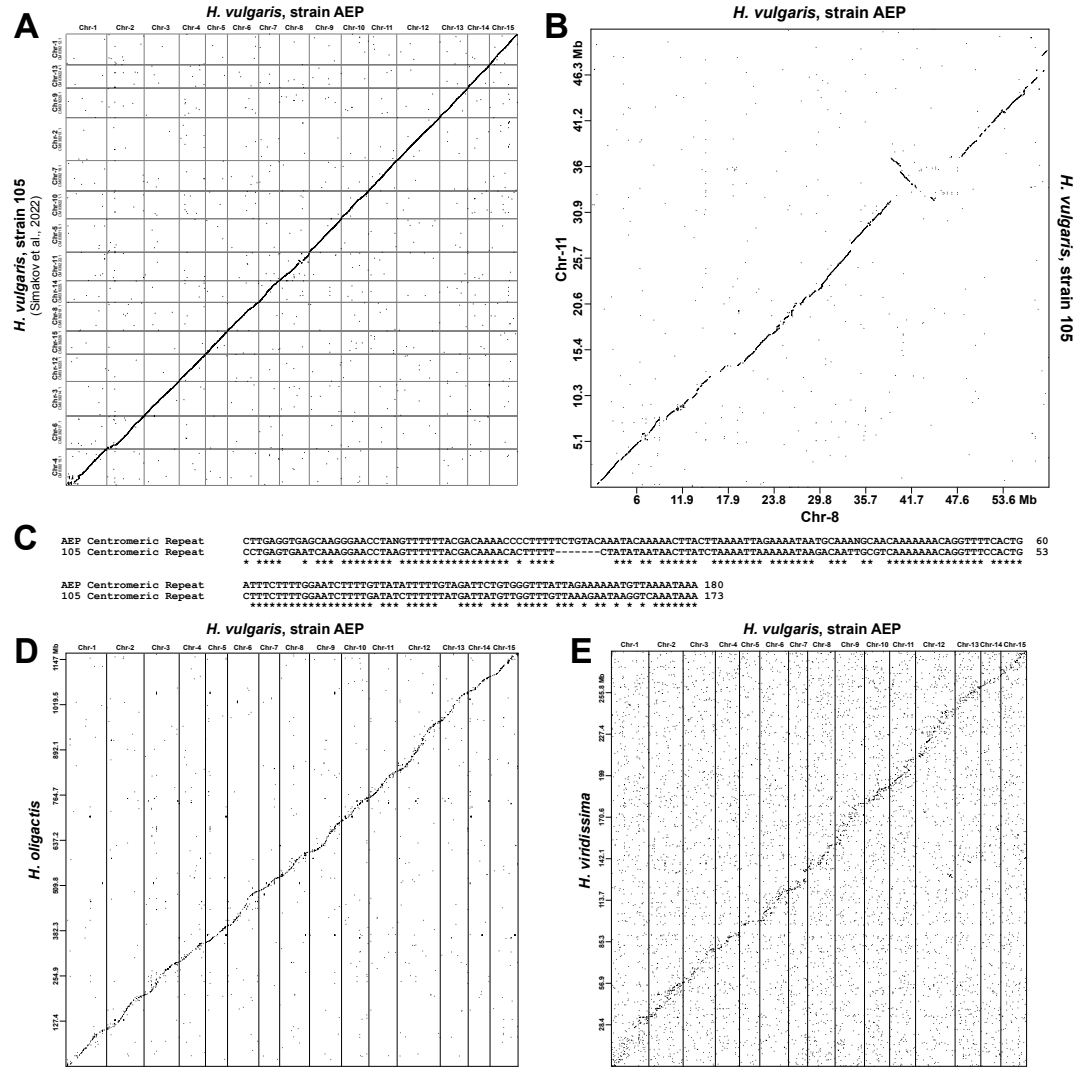 A
H. vulgaris, strain AEP
Chr-1 Chr-2 Chr-3 Chr-4 Chr-5 Chr-6 Chr-7 Chr-8 Chr-9 Chr-10 Chr-11 Chr-12 Chr-13 Chr-14 Chr-15
H. vulgaris, strain 105
(Simakov et al., 2022)
Chr-1
Chr-13
Chr-9
Chr-2
Chr-7
Chr-10
Chr-5
Chr-11
Chr-14
Chr-8
Chr-15
Chr-12
Chr-3
Chr-6
Chr-4
B
H. vulgaris, strain AEP
46.3 Mb
41.2
36
30.9
25.7
20.6
15.4
10.3
5.1
Chr-11
H. vulgaris, strain 105
6 11.9 17.9 23.8 29.8 35.7 41.7 47.6 53.6 Mb
Chr-8
C
AEP Centromeric Repeat CTTGAGGTGAGCAAGGGAACCTANGTTTTTTACGACAAAACCCCTTTTTCTGTACAAATACAAAAACTTACTTAAAATTAGAAAATAATGCAAANGCAACAAAAAAACAGGTTTTCACTG 60
105 Centromeric Repeat CCTGAGTGAATCAAGGAACCTAAGTTTTTTACGACAAAACACTTTTT-------CTATATAATAACTTATCTAAAATTAAAAAATAAGACAATTGCGTCAAAAAAACAGGTTTCCACTG 53
AEP Centromeric Repeat ATTTCTTTTGGAATCTTTTGTTATATTTTTGTAGATTCTGTGGGTTTATTAGAAAAAATGTTAAAATAAA 180
105 Centromeric Repeat CTTTCTTTTGGAATCTTTTGATATCTTTTTTATGATTATGTTGGTTTGTTAAAGAATAAGGTCAAATAAA 173
D
H. vulgaris, strain AEP
Chr-1 Chr-2 Chr-3 Chr-4 Chr-5 Chr-6 Chr-7 Chr-8 Chr-9 Chr-10 Chr-11 Chr-12 Chr-13 Chr-14 Chr-15
H. oligactis
1147 Mb
1019.5
892.1
764.7
637.2
509.8
382.3
254.9
127.4
E
H. vulgaris, strain AEP
Chr-1 Chr-2 Chr-3 Chr-4 Chr-5 Chr-6 Chr-7 Chr-8 Chr-9 Chr-10 Chr-11 Chr-12 Chr-13 Chr-14 Chr-15
H. viridissima
255.8 Mb
227.4
199
170.6
142.1
113.7
85.3
56.9
28.4